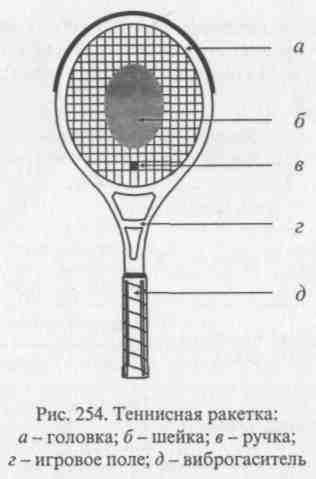 а
б
в
г
д
Рис. 254. Теннисная ракетка:
а – головка; б – шейка; в – ручка;
г – игровое поле; д – виброгаситель